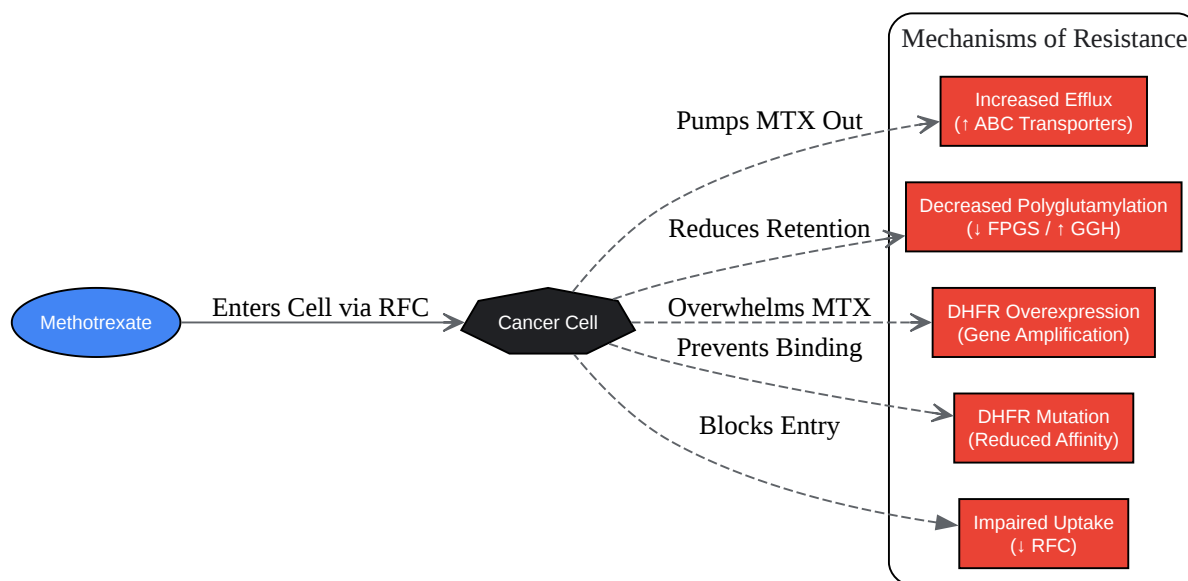 Mechanisms of Resistance
Increased Efflux
(↑ ABC Transporters)
Pumps MTX Out
Decreased Polyglutamylation
(↓ FPGS / ↑ GGH)
Reduces Retention
Methotrexate
Enters Cell via RFC
Cancer Cell
Overwhelms MTX
DHFR Overexpression
(Gene Amplification)
Prevents Binding
DHFR Mutation
(Reduced Affinity)
Blocks Entry
Impaired Uptake
(↓ RFC)